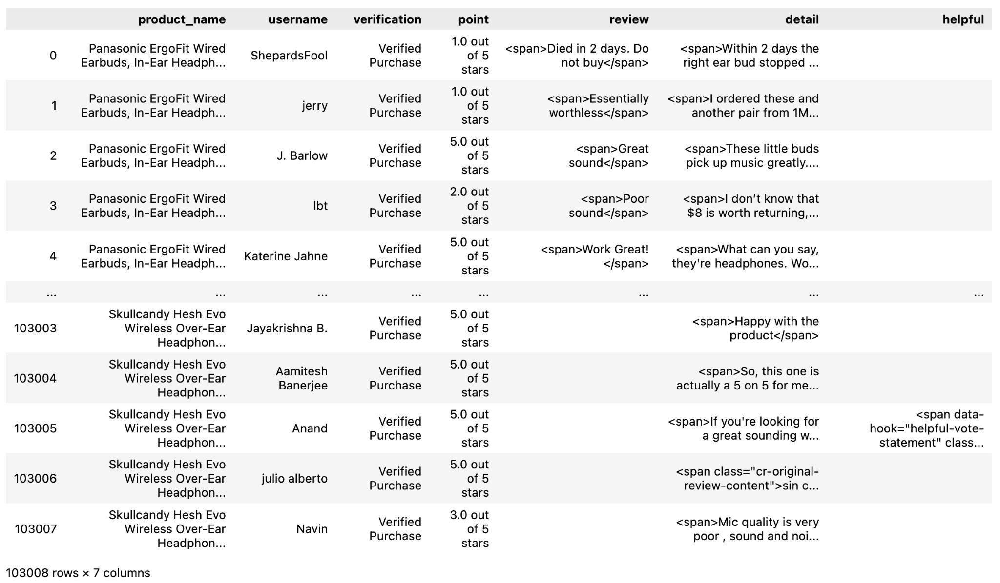 product_name username verification point review detail helpful
0 Panasonic ErgoFit Wired Earbuds, In-Ear Headph... ShepardsFool Verified Purchase 1.0 out of 5 stars <span>Died in 2 days. Do not buy</span> <span>Within 2 days the right ear bud stopped ...
1 Panasonic ErgoFit Wired Earbuds, In-Ear Headph... jerry Verified Purchase 1.0 out of 5 stars <span>Essentially worthless</span> <span>I ordered these and another pair from 1M...
2 Panasonic ErgoFit Wired Earbuds, In-Ear Headph... J. Barlow Verified Purchase 5.0 out of 5 stars <span>Great sound</span> <span>These little buds pick up music greatly....
3 Panasonic ErgoFit Wired Earbuds, In-Ear Headph... lbt Verified Purchase 2.0 out of 5 stars <span>Poor sound</span> <span>I don’t know that $8 is worth returning,...
4 Panasonic ErgoFit Wired Earbuds, In-Ear Headph... Katerine Jahne Verified Purchase 5.0 out of 5 stars <span>Work Great!</span> <span>What can you say, they're headphones. Wo...
... ... ... ... ... ... ... ...
103003 Skullcandy Hesh Evo Wireless Over-Ear Headphon... Jayakrishna B. Verified Purchase 5.0 out of 5 stars <span>Happy with the product</span>
103004 Skullcandy Hesh Evo Wireless Over-Ear Headphon... Aamitesh Banerjee Verified Purchase 5.0 out of 5 stars <span>So, this one is actually a 5 on 5 for me...
103005 Skullcandy Hesh Evo Wireless Over-Ear Headphon... Anand Verified Purchase 5.0 out of 5 stars <span>If you're looking for a great sounding w... <span data-hook="helpful-vote-statement" class...
103006 Skullcandy Hesh Evo Wireless Over-Ear Headphon... julio alberto Verified Purchase 5.0 out of 5 stars <span class="cr-original-review-content">sin c...
103007 Skullcandy Hesh Evo Wireless Over-Ear Headphon... Navin Verified Purchase 3.0 out of 5 stars <span>Mic quality is very poor , sound and noi...
103008 rows × 7 columns